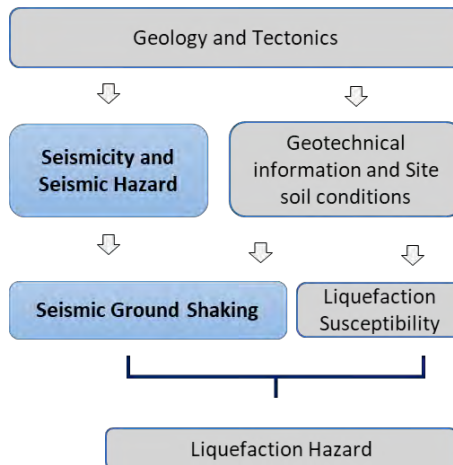 Geology and Tectonics
Seismicity and
Seismic Hazard
Geotechnical
information and Site
soil conditions
Seismic Ground Shaking
Liquefaction
Susceptibility
Liquefaction Hazard